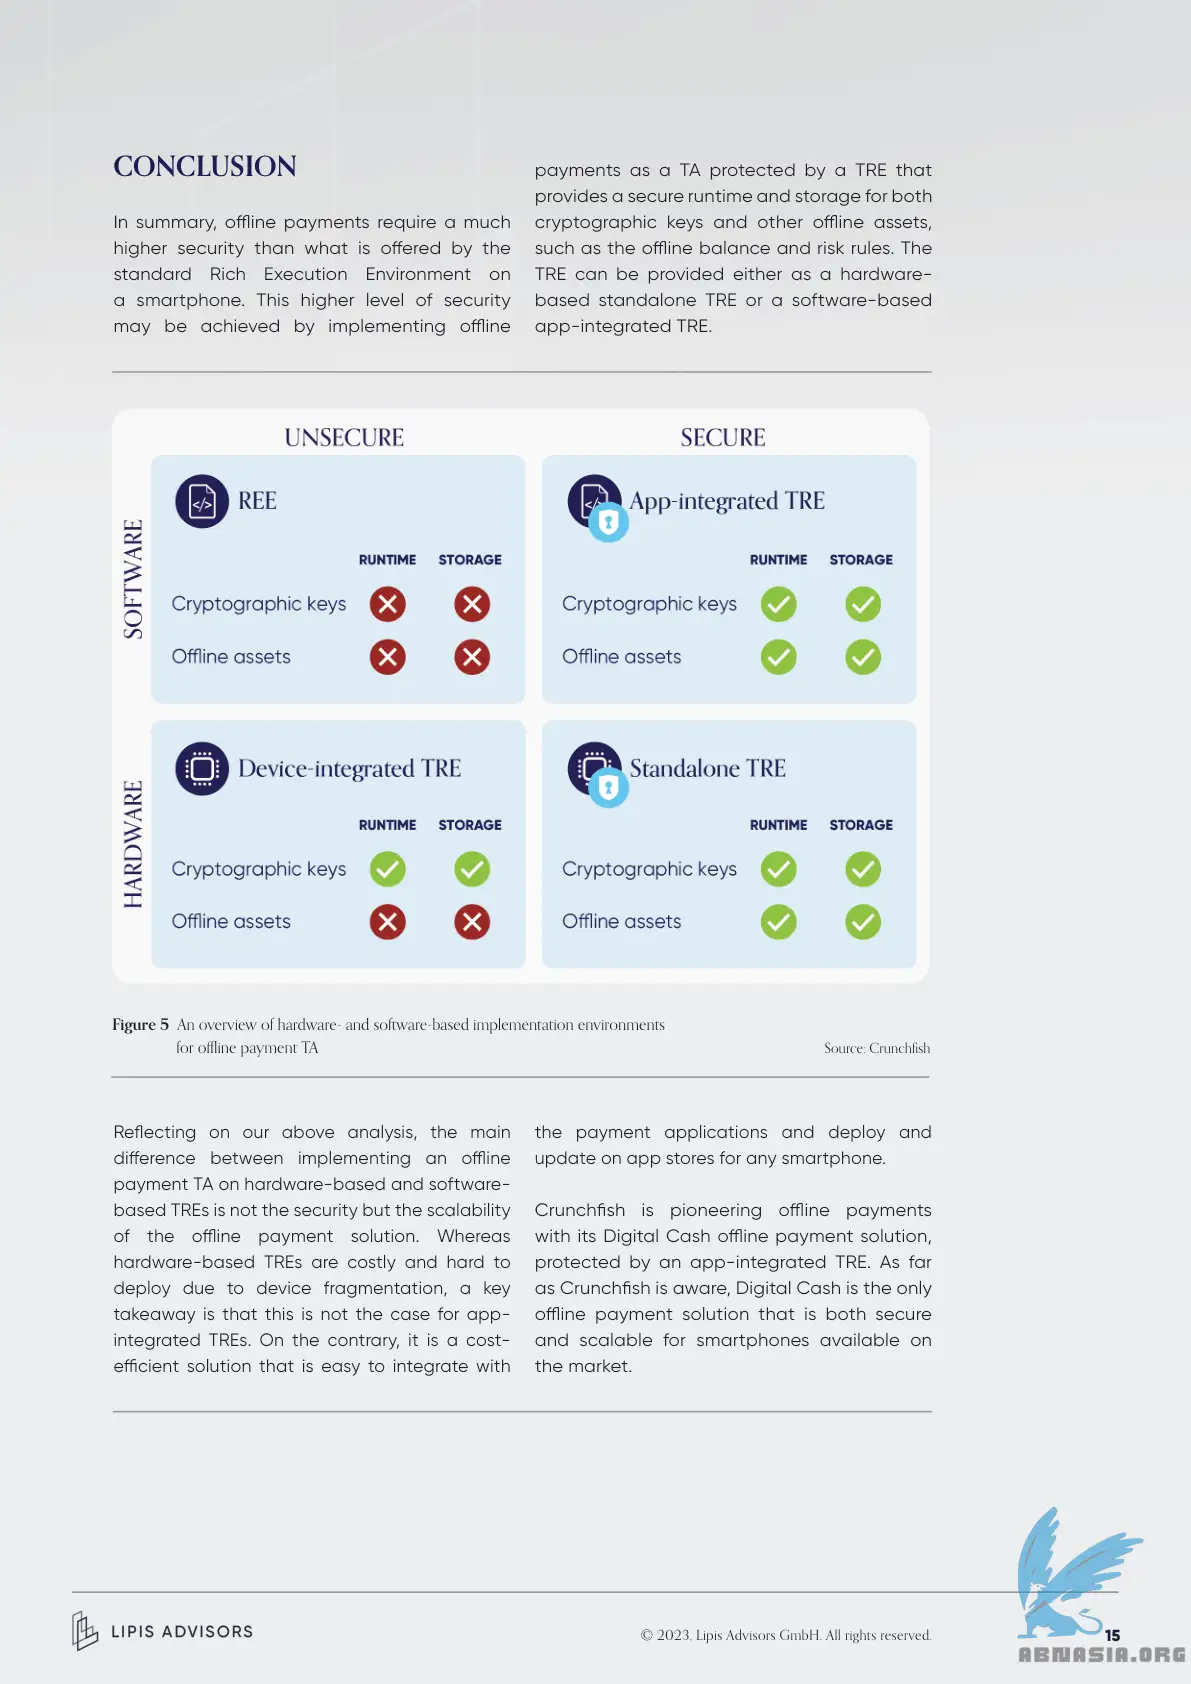 CONCLUSION
In summary, offline payments require a much
higher security than what is offered by the
standard Rich Execution Environment on
a smartphone. This higher level of security
may be achieved by implementing offline
payments as a TA protected by a TRE that
provides a secure runtime and storage for both
cryptographic keys and other offline assets,
such as the offline balance and risk rules. The
TRE can be provided either as a hardware-
based standalone TRE or a software-based
app-integrated TRE.
UNSECURE
SECURE
SOFTWARE
REE
RUNTIME STORAGE
Cryptographic keys
Offline assets
App-integrated TRE
RUNTIME STORAGE
Cryptographic keys
Offline assets
HARDWARE
Device-integrated TRE
RUNTIME STORAGE
Cryptographic keys
Offline assets
Standalone TRE
RUNTIME STORAGE
Cryptographic keys
Offline assets
Figure 5 An overview of hardware- and software-based implementation environments
for offline payment TA
Source: Crunchfish
Reflecting on our above analysis, the main
difference between implementing an offline
payment TA on hardware-based and software-
based TREs is not the security but the scalability
of the offline payment solution. Whereas
hardware-based TREs are costly and hard to
deploy due to device fragmentation, a key
takeaway is that this is not the case for app-
integrated TREs. On the contrary, it is a cost-
efficient solution that is easy to integrate with
the payment applications and deploy and
update on app stores for any smartphone.
Crunchfish is pioneering offline payments
with its Digital Cash offline payment solution,
protected by an app-integrated TRE. As far
as Crunchfish is aware, Digital Cash is the only
offline payment solution that is both secure
and scalable for smartphones available on
the market.
LIPIS ADVISORS
© 2023, Lipis Advisors GmbH. All rights reserved.
15
ABNASIA.ORG